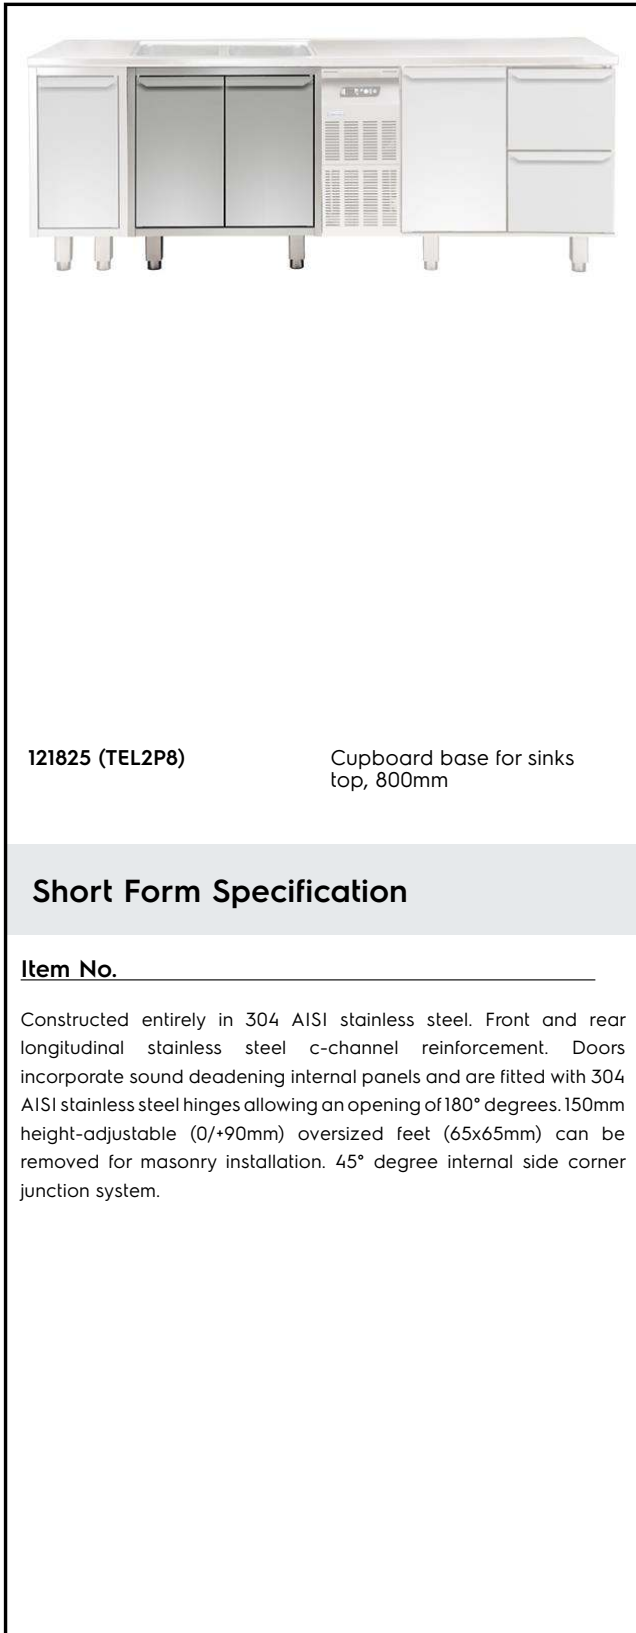 121825 (TEL2P8)
Cupboard base for sinks
top, 800mm
Short Form Specification
Item No.
Constructed entirely in 304 AISI stainless steel. Front and rear
longitudinal stainless steel c-channel reinforcement. Doors
incorporate sound deadening internal panels and are fitted with 304
AISI stainless steel hinges allowing an opening of 180° degrees. 150mm
height-adjustable (0/+90mm) oversized feet (65x65mm) can be
removed for masonry installation. 45° degree internal side corner
junction system.